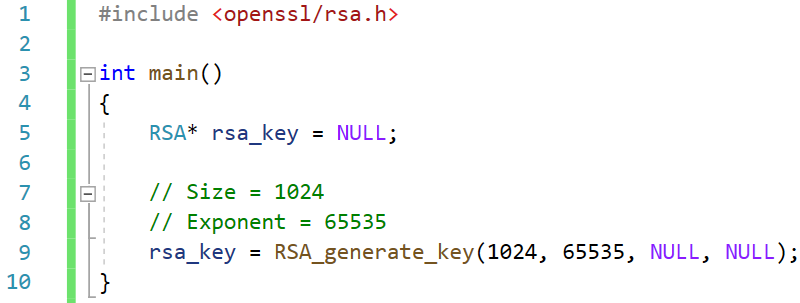 1 #include <openssl/rsa.h>
2
3 int main()
4 {
5 RSA* rsa_key = NULL;
6
7 // Size = 1024
8 // Exponent = 65535
9 rsa_key = RSA_generate_key(1024, 65535, NULL, NULL);
10 }